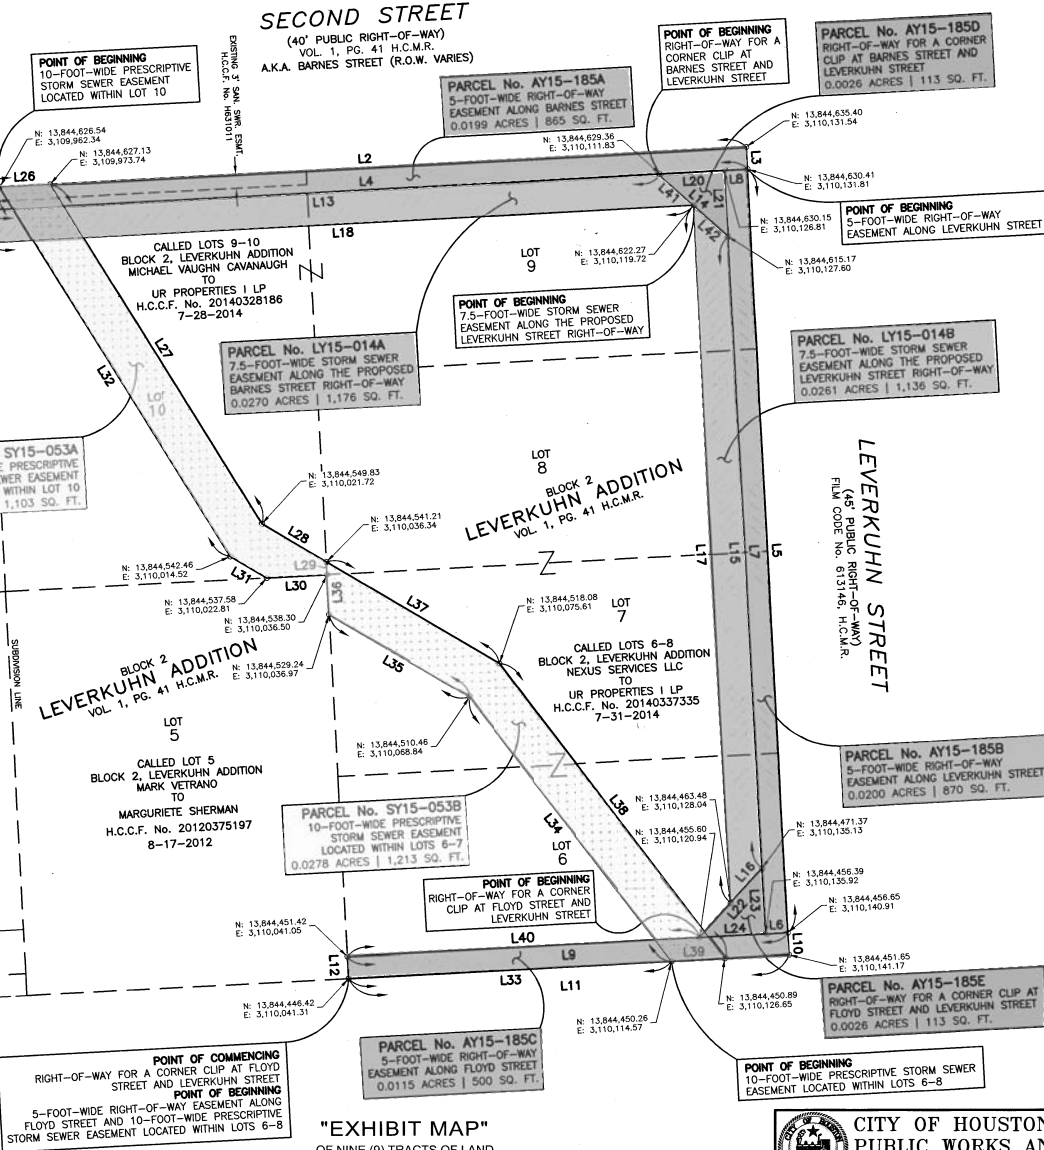 SECOND STREET
(40' PUBLIC RIGHT-OF-WAY)
VOL. 1, PG. 41 H.C.M.R.
A.K.A. BARNES STREET (R.O.W. VARIES)
POINT OF BEGINNING
10-FOOT-WIDE PRESCRIPTIVE
STORM SEWER EASEMENT
LOCATED WITHIN LOT 10
EXISTING 3' SAN. SWR. ESMT.
H.C.C.F. No. H631011
PARCEL No. AY15-185A
5-FOOT-WIDE RIGHT-OF-WAY
EASEMENT ALONG BARNES STREET
0.0199 ACRES | 865 SQ. FT.
POINT OF BEGINNING
RIGHT-OF-WAY FOR A
CORNER CLIP AT
BARNES STREET AND
LEVERKUHN STREET
PARCEL No. AY15-185D
RIGHT-OF-WAY FOR A CORNER
CLIP AT BARNES STREET AND
LEVERKUHN STREET
0.0026 ACRES | 113 SQ. FT.
N: 13,844,626.54
E: 3,109,962.34
N: 13,844,627.13
E: 3,109,973.74
N: 13,844,629.36
E: 3,110,111.83
N: 13,844,635.40
E: 3,110,131.54
L26
L2
L4
L13
L18
L20
L8
L3
L41
L14
L21
L42
N: 13,844,630.41
E: 3,110,131.81
N: 13,844,630.15
E: 3,110,126.81
POINT OF BEGINNING
5-FOOT-WIDE RIGHT-OF-WAY
EASEMENT ALONG LEVERKUHN STREET
CALLED LOTS 9-10
BLOCK 2, LEVERKUHN ADDITION
MICHAEL VAUGHN CAVANAUGH
TO
UR PROPERTIES I LP
H.C.C.F. No. 20140328186
7-28-2014
LOT
9
N: 13,844,622.27
E: 3,110,119.72
N: 13,844,615.17
E: 3,110,127.60
POINT OF BEGINNING
7.5-FOOT-WIDE STORM SEWER
EASEMENT ALONG THE PROPOSED
LEVERKUHN STREET RIGHT-OF-WAY
PARCEL No. LY15-014A
7.5-FOOT-WIDE STORM SEWER
EASEMENT ALONG THE PROPOSED
BARNES STREET RIGHT-OF-WAY
0.0270 ACRES | 1,176 SQ. FT.
PARCEL No. LY15-014B
7.5-FOOT-WIDE STORM SEWER
EASEMENT ALONG THE PROPOSED
LEVERKUHN STREET RIGHT-OF-WAY
0.0261 ACRES | 1,136 SQ. FT.
L27
L32
Lot
10
SY15-053A
PRESCRIPTIVE
EASEMENT
WITHIN LOT 10
1,103 SQ. FT.
LOT
8
BLOCK 2
LEVERKUHN ADDITION
VOL. 1, PG. 41 H.C.M.R.
LEVERKUHN STREET
(45' PUBLIC RIGHT-OF-WAY)
FILM CODE No. 613146, H.C.M.R.
N: 13,844,549.83
E: 3,110,021.72
N: 13,844,541.21
E: 3,110,036.34
L28
L29
L31
L30
L36
L37
L35
L17
L15
L7
L5
N: 13,844,542.46
E: 3,110,014.52
N: 13,844,537.58
E: 3,110,022.81
N: 13,844,538.30
E: 3,110,036.50
N: 13,844,529.24
E: 3,110,036.97
N: 13,844,518.08
E: 3,110,075.61
LOT
7
CALLED LOTS 6-8
BLOCK 2, LEVERKUHN ADDITION
NEXUS SERVICES LLC
TO
UR PROPERTIES I LP
H.C.C.F. No. 20140337335
7-31-2014
SUBDIVISION LINE
BLOCK 2
LEVERKUHN ADDITION
VOL. 1, PG. 41 H.C.M.R.
LOT
5
CALLED LOT 5
BLOCK 2, LEVERKUHN ADDITION
MARK VETRANO
TO
MARGURIETE SHERMAN
H.C.C.F. No. 20120375197
8-17-2012
N: 13,844,510.46
E: 3,110,068.84
PARCEL No. AY15-185B
5-FOOT-WIDE RIGHT-OF-WAY
EASEMENT ALONG LEVERKUHN STREET
0.0200 ACRES | 870 SQ. FT.
PARCEL No. SY15-053B
10-FOOT-WIDE PRESCRIPTIVE
STORM SEWER EASEMENT
LOCATED WITHIN LOTS 6-7
0.0278 ACRES | 1,213 SQ. FT.
L38
L34
LOT
6
N: 13,844,463.48
E: 3,110,128.04
N: 13,844,455.60
E: 3,110,120.94
N: 13,844,471.37
E: 3,110,135.13
N: 13,844,456.39
E: 3,110,135.92
N: 13,844,456.65
E: 3,110,140.91
POINT OF BEGINNING
RIGHT-OF-WAY FOR A CORNER
CLIP AT FLOYD STREET AND
LEVERKUHN STREET
L16
L22
L23
L24
L6
L10
N: 13,844,451.42
E: 3,110,041.05
L40
L9
L39
L12
L33
L11
N: 13,844,451.65
E: 3,110,141.17
N: 13,844,446.42
E: 3,110,041.31
N: 13,844,450.26
E: 3,110,114.57
N: 13,844,450.89
E: 3,110,126.65
PARCEL No. AY15-185E
RIGHT-OF-WAY FOR A CORNER CLIP AT
FLOYD STREET AND LEVERKUHN STREET
0.0026 ACRES | 113 SQ. FT.
POINT OF COMMENCING
RIGHT-OF-WAY FOR A CORNER CLIP AT FLOYD
STREET AND LEVERKUHN STREET
POINT OF BEGINNING
5-FOOT-WIDE RIGHT-OF-WAY EASEMENT ALONG
FLOYD STREET AND 10-FOOT-WIDE PRESCRIPTIVE
STORM SEWER EASEMENT LOCATED WITHIN LOTS 6-8
PARCEL No. AY15-185C
5-FOOT-WIDE RIGHT-OF-WAY
EASEMENT ALONG FLOYD STREET
0.0115 ACRES | 500 SQ. FT.
POINT OF BEGINNING
10-FOOT-WIDE PRESCRIPTIVE STORM SEWER
EASEMENT LOCATED WITHIN LOTS 6-8
"EXHIBIT MAP"
OF NINE (9) TRACTS OF LAND
CITY OF HOUSTON
PUBLIC WORKS AN